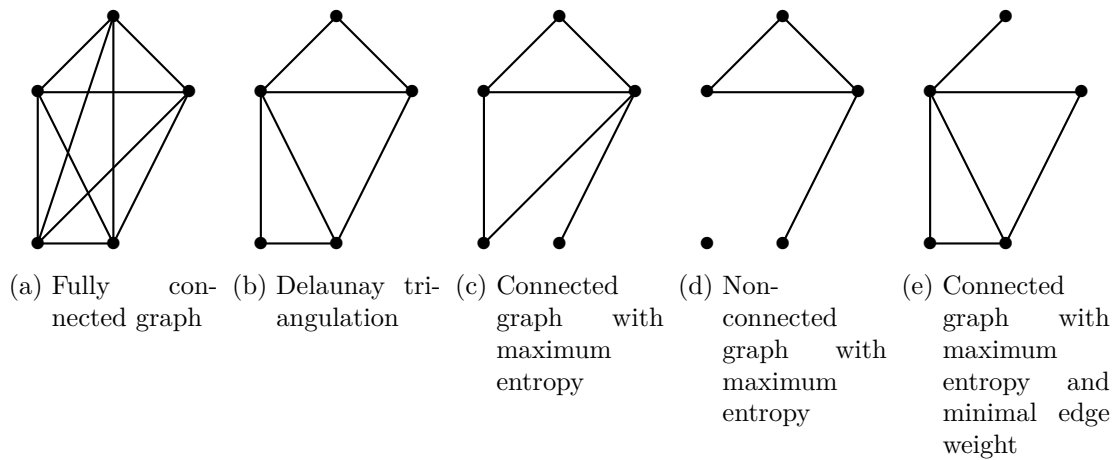 (a) Fully con-
nected graph
(b) Delaunay tri-
angulation
(c) Connected
graph with
maximum
entropy
(d) Non-
connected
graph with
maximum
entropy
(e) Connected
graph with
maximum
entropy and
minimal edge
weight